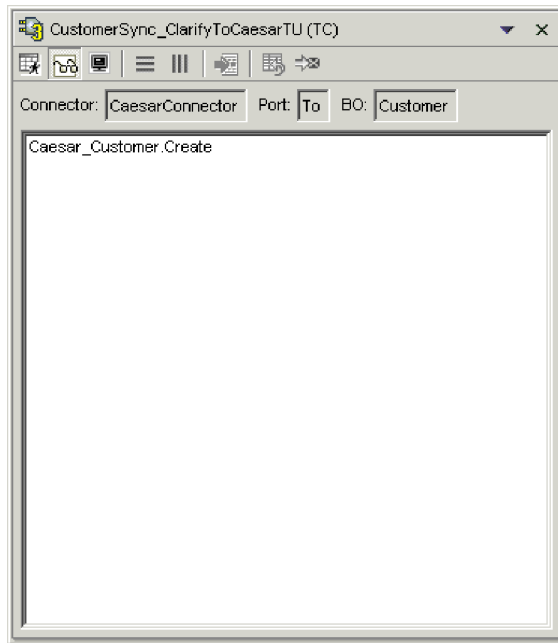 CustomerSync_ClarifyToCaesarTU (TC)
Connector: CaesarConnector Port: To BO: Customer
Caesar_Customer.Create